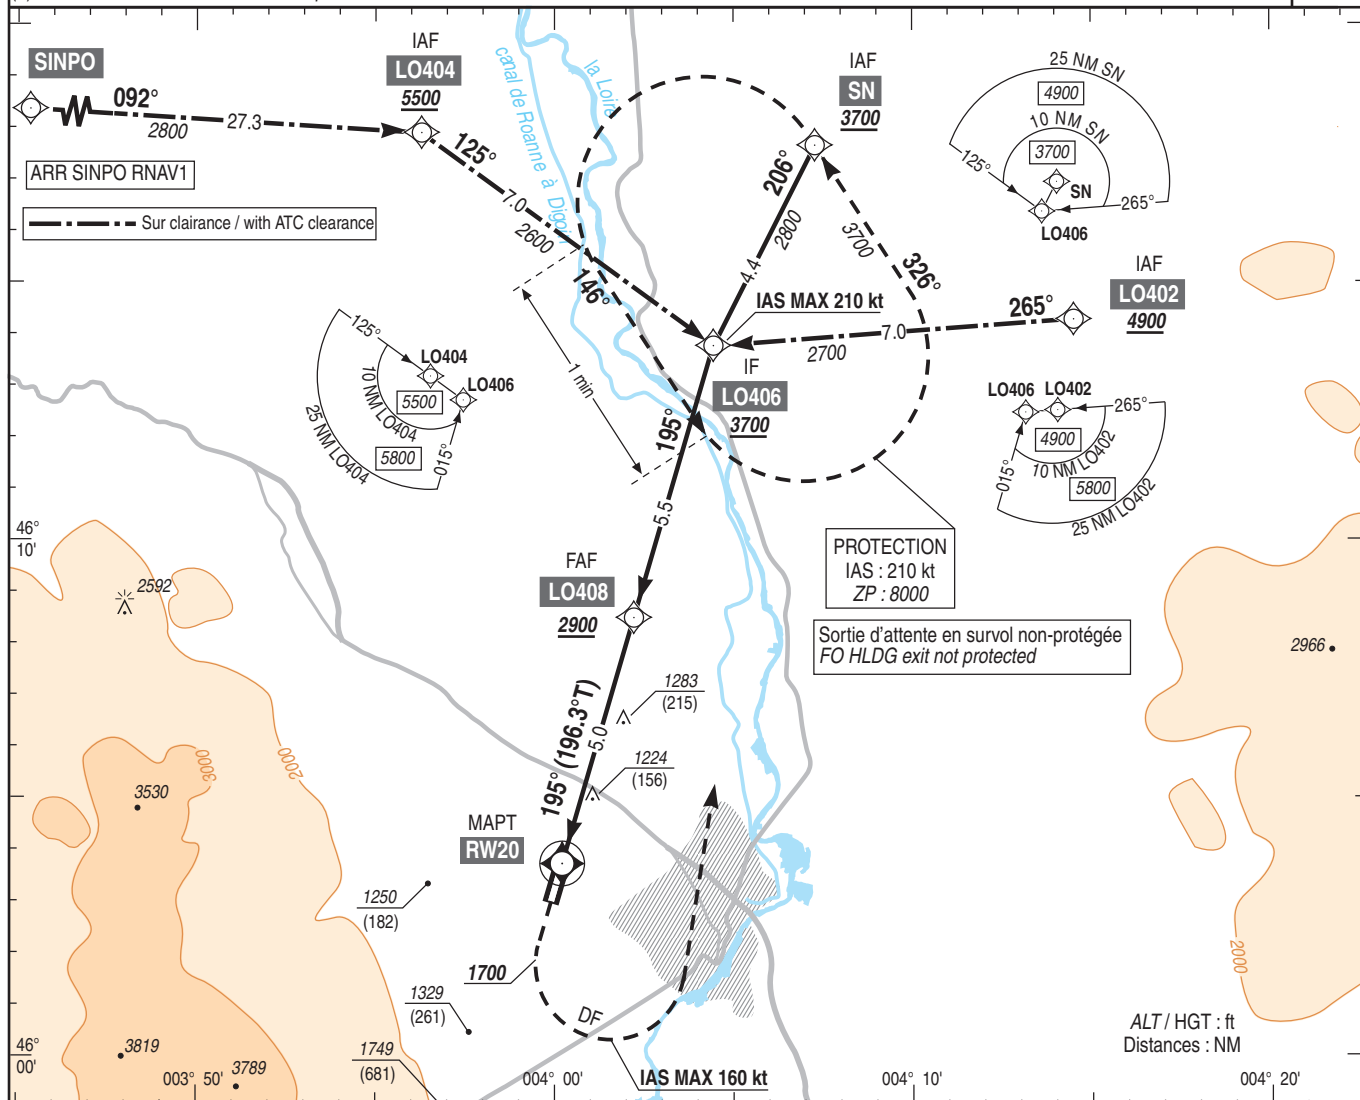 SINPO
092°
2800
27.3
ARR SINPO RNAV1
Sur clairance / with ATC clearance
IAF
LO404
5500
125°
7.0
2600
canal de Roanne à Digoin
la Loire
IAF
SN
3700
206°
2800
4.4
3700
326°
146°
1 min
IAS MAX 210 kt
25 NM SN
4900
10 NM SN
3700
SN
125°
265°
LO406
IAF
LO402
4900
265°
7.0
2700
IF
LO406
3700
125°
LO404
LO406
10 NM LO404
5500
25 NM LO404
5800
015°
LO406 LO402
265°
4900
10 NM LO402
015°
5800
25 NM LO402
195°
5.5
46°
10'
PROTECTION
IAS : 210 kt
ZP : 8000
FAF
LO408
2900
Sortie d'attente en survol non-protégée
FO HLDG exit not protected
2592
2966
1283
(215)
195° (196.3°T)
5.0
1224
(156)
3000
2000
3530
MAPT
RW20
1250
(182)
1700
2000
1329
(261)
DF
ALT / HGT : ft
Distances : NM
3819
46°
00'
1749
(681)
3789
003° 50'
004° 00'
IAS MAX 160 kt
004° 10'
004° 20'